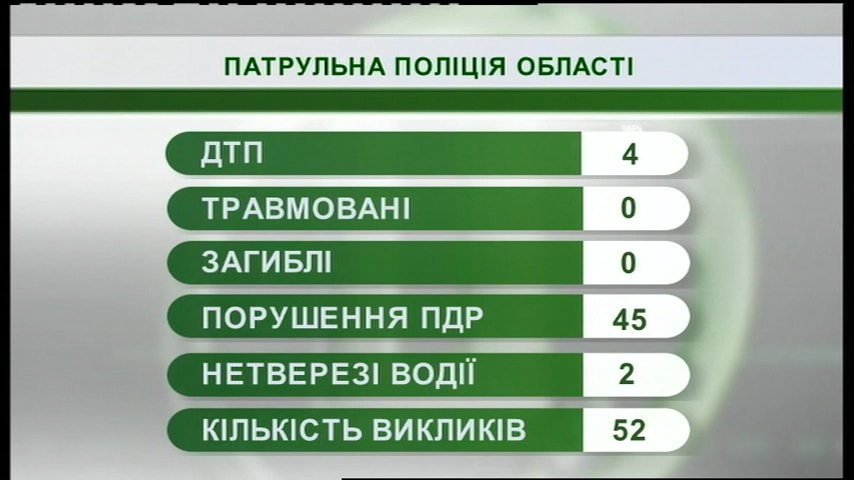 ПАТРУЛЬНА ПОЛІЦІЯ ОБЛАСТІ
ДТП 4
ТРАВМОВАНІ 0
ЗАГИБЛІ 0
ПОРУШЕННЯ ПДР 45
НЕТВЕРЕЗІ ВОДІЇ 2
КІЛЬКІСТЬ ВИКЛИКІВ 52